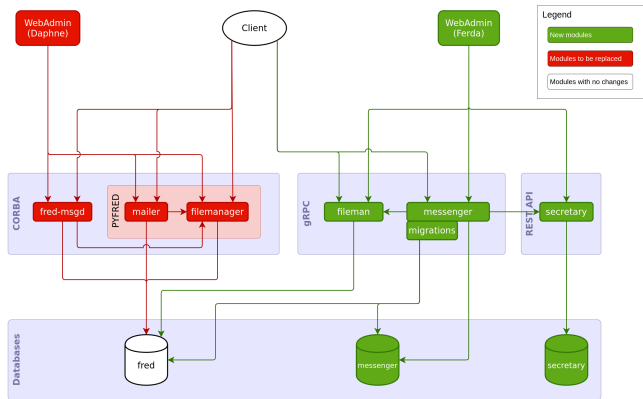 WebAdmin
(Daphne)
Client
WebAdmin
(Ferda)
Legend
New modules
Modules to be replaced
Modules with no changes
CORBA
fred-msgd
PYFRED
mailer
filemanager
gRPC
fileman
messenger
migrations
REST API
secretary
Databases
fred
messenger
secretary